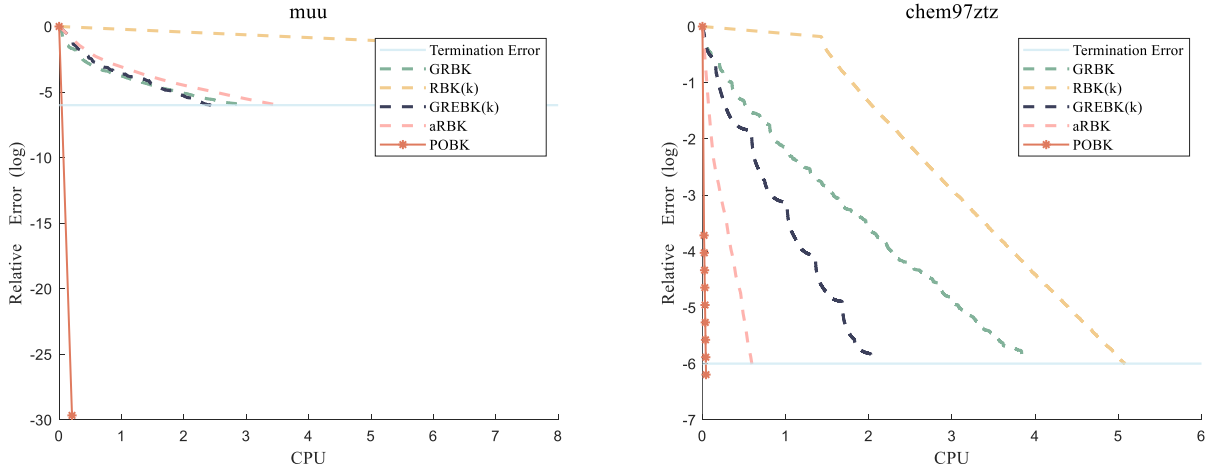 muu
0
-5
-10
-15
-20
-25
-30
Relative Error (log)
0 1 2 3 4 5 6 7 8
CPU
Termination Error
GRBK
RBK(k)
GREBK(k)
aRBK
POBK
chem97ztz
0
-1
-2
-3
-4
-5
-6
-7
Relative Error (log)
0 1 2 3 4 5 6
CPU
Termination Error
GRBK
RBK(k)
GREBK(k)
aRBK
POBK